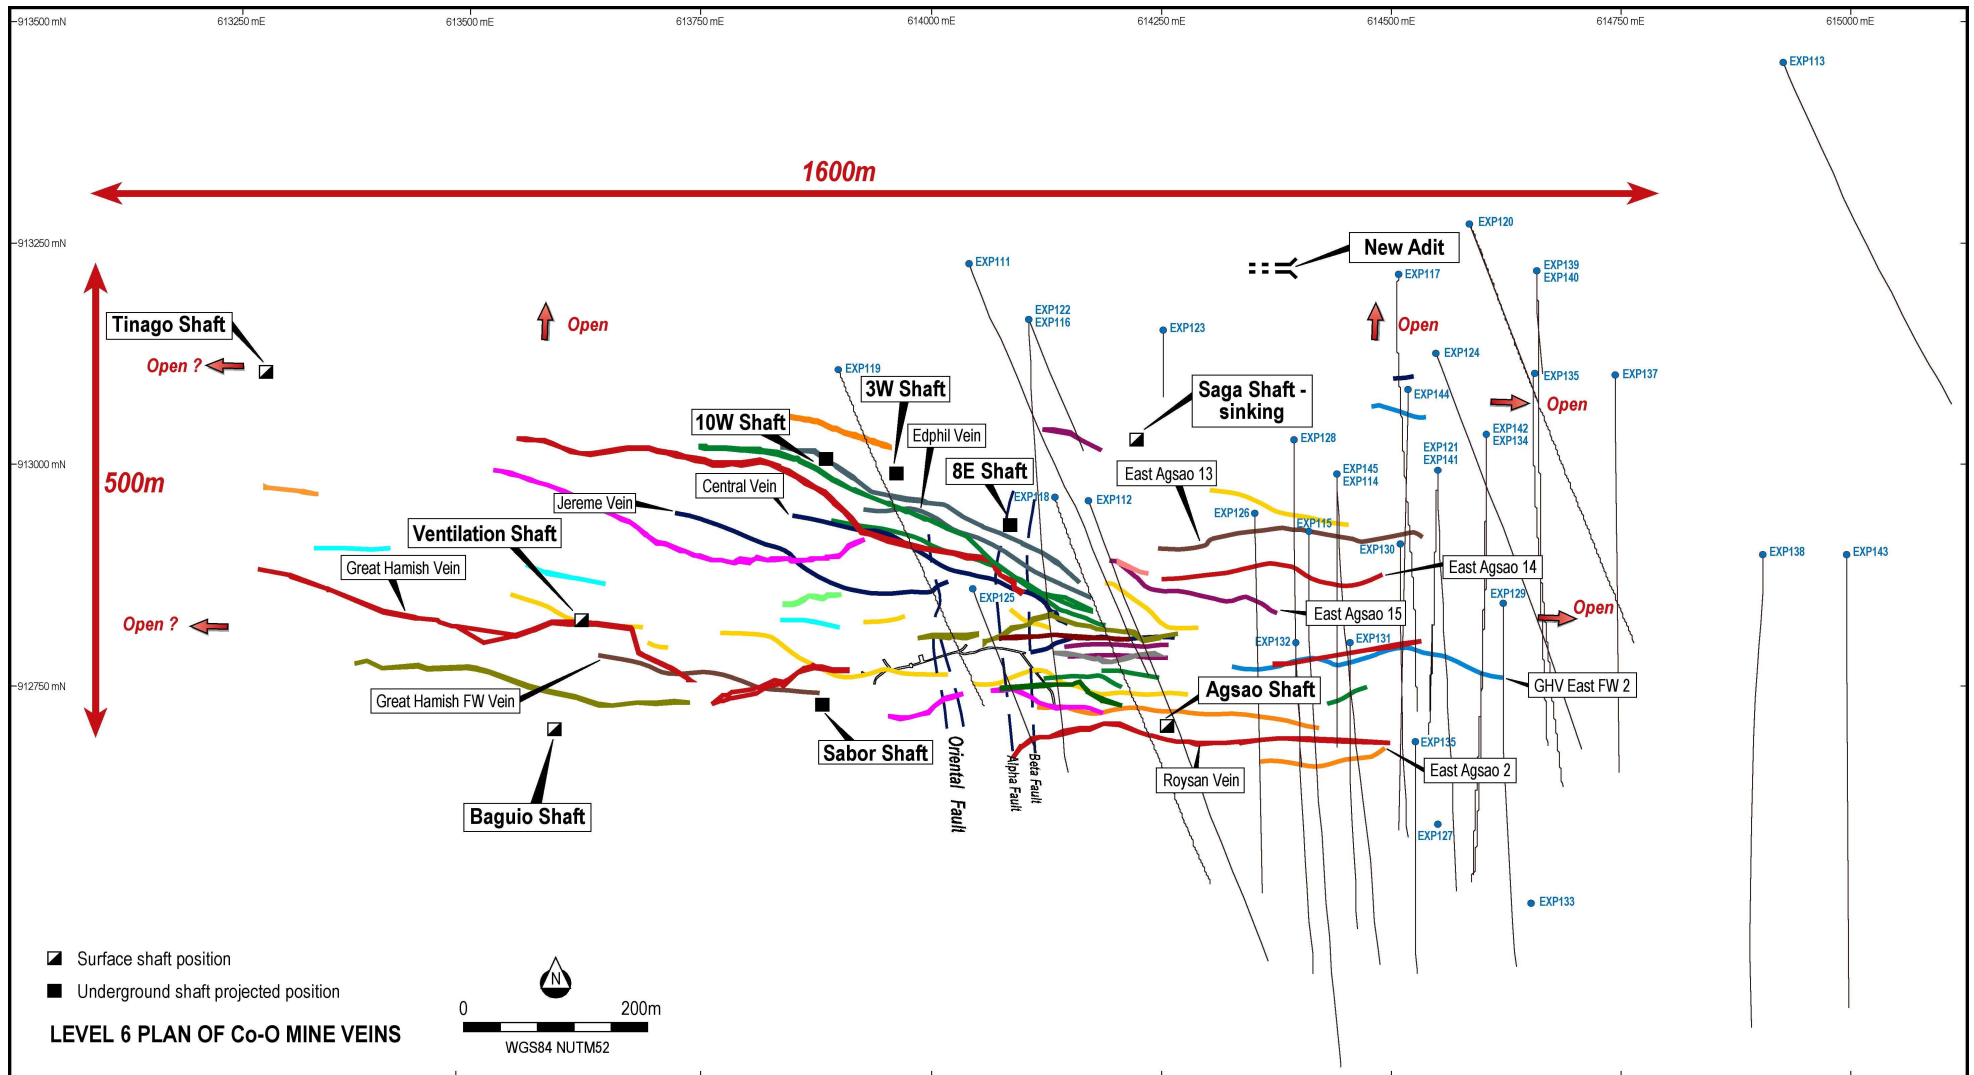 613250 mE
613500 mE
613750 mE
614000 mE
614250 mE
614500 mE
614750 mE
615000 mE
913500 mN
EXP113
1600m
EXP120
913250 mN
New Adit
EXP111
EXP117
EXP139
EXP140
EXP122
EXP116
Tinago Shaft
Open
EXP123
Open
EXP124
Open ?
EXP119
EXP135
EXP137
3W Shaft
Saga Shaft -
sinking
EXP144
Open
10W Shaft
Edphil Vein
EXP128
EXP142
EXP134
EXP121
EXP141
913000 mN
500m
8E Shaft
East Agsao 13
EXP145
EXP114
Central Vein
Jereme Vein
EXP118
EXP112
EXP126
EXP115
Ventilation Shaft
EXP130
EXP138
EXP143
Great Hamish Vein
East Agsao 14
EXP125
EXP129
East Agsao 15
Open
Open ?
EXP132
EXP131
912750 mN
GHV East FW 2
Great Hamish FW Vein
Agsao Shaft
Sabor Shaft
Oriental Fault
Alpha Fault
Beta Fault
EXP135
Roysan Vein
East Agsao 2
Baguio Shaft
EXP127
EXP133
Surface shaft position
Underground shaft projected position
N
0 200m
LEVEL 6 PLAN OF Co-O MINE VEINS
WGS84 NUTM52